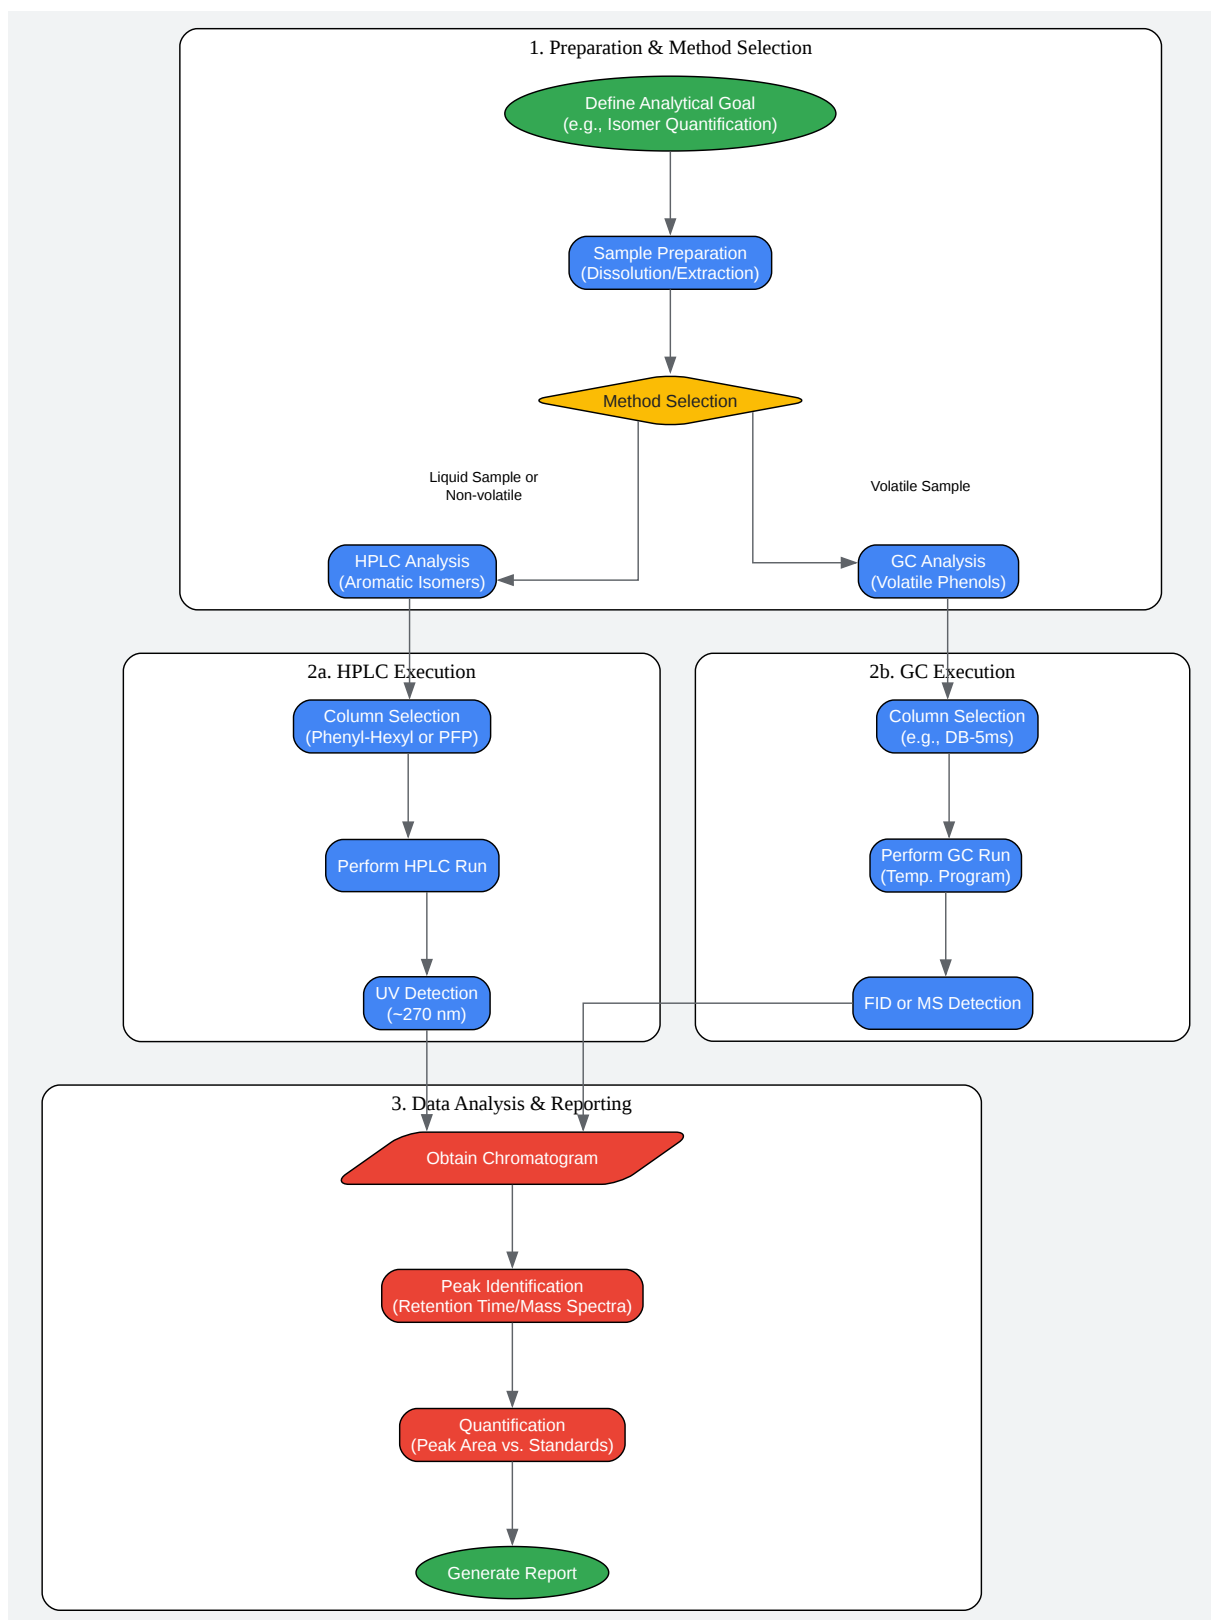 1. Preparation & Method Selection
Define Analytical Goal
(e.g., Isomer Quantification)
Sample Preparation
(Dissolution/Extraction)
Method Selection
Liquid Sample or
Non-volatile
Volatile Sample
HPLC Analysis
(Aromatic Isomers)
GC Analysis
(Volatile Phenols)
2a. HPLC Execution
Column Selection
(Phenyl-Hexyl or PFP)
Perform HPLC Run
UV Detection
(~270 nm)
2b. GC Execution
Column Selection
(e.g., DB-5ms)
Perform GC Run
(Temp. Program)
FID or MS Detection
3. Data Analysis & Reporting
Obtain Chromatogram
Peak Identification
(Retention Time/Mass Spectra)
Quantification
(Peak Area vs. Standards)
Generate Report